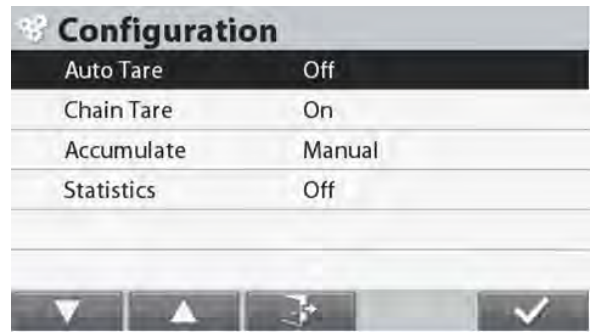 Configuration
Auto Tare Off
Chain Tare On
Accumulate Manual
Statistics Off